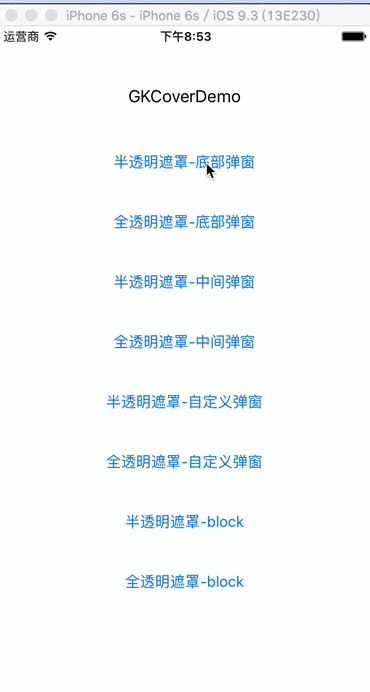 iPhone 6s - iPhone 6s / iOS 9.3 (13E230)
运营商 下午8:53
GKCoverDemo
半透明遮罩-底部弹窗
全透明遮罩-底部弹窗
半透明遮罩-中间弹窗
全透明遮罩-中间弹窗
半透明遮罩-自定义弹窗
全透明遮罩-自定义弹窗
半透明遮罩-block
全透明遮罩-block